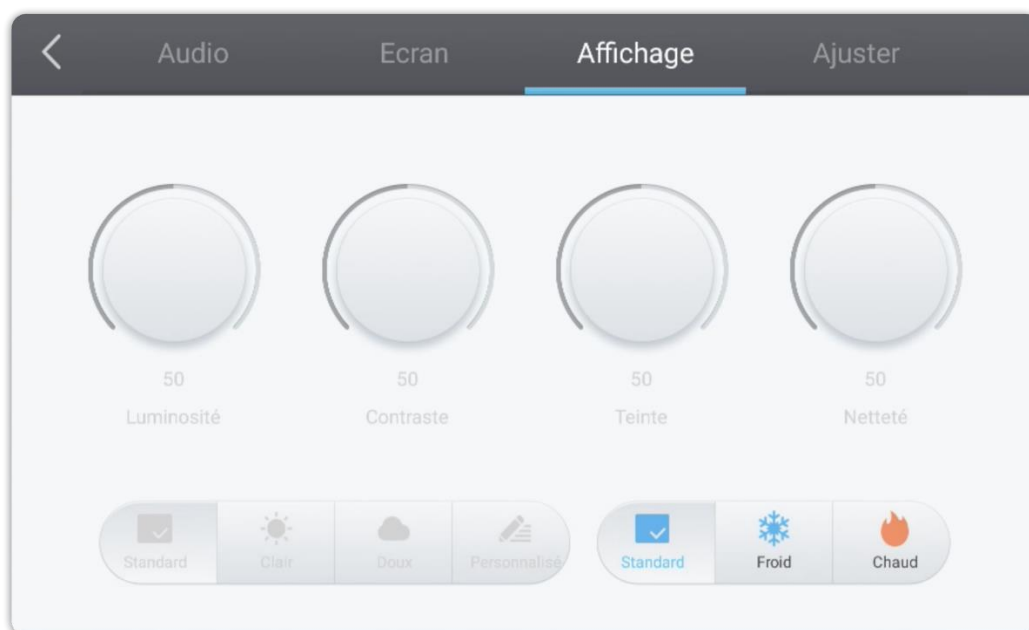 Audio Ecran Affichage Ajuster
50 50 50 50
Luminosité Contraste Teinte Netteté
Standard Clair Doux Personnalisé Standard Froid Chaud